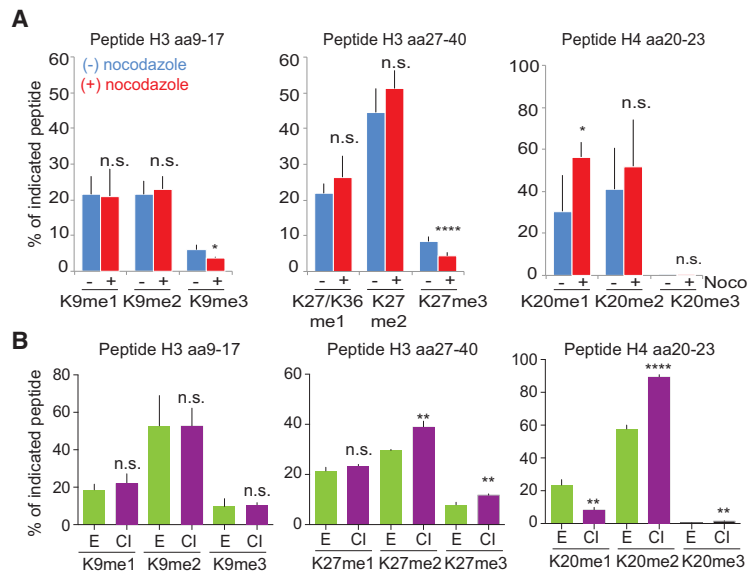 A
Peptide H3 aa9-17
Peptide H3 aa27-40
Peptide H4 aa20-23
(-) nocodazole
(+) nocodazole
% of indicated peptide
60
50
40
30
20
10
0
n.s.
n.s.
*
- + - + - +
K9me1 K9me2 K9me3
60
50
40
30
20
10
0
n.s.
n.s.
****
- + - + - +
K27/K36 K27 K27me3
me1 me2
100
80
60
40
20
0
*
n.s.
n.s.
- + - + - + Noco
K20me1 K20me2 K20me3
B
Peptide H3 aa9-17
Peptide H3 aa27-40
Peptide H4 aa20-23
% of indicated peptide
80
60
40
20
0
n.s.
n.s.
n.s.
E CI E CI E CI
K9me1 K9me2 K9me3
60
40
20
0
n.s.
**
**
E CI E CI E CI
K27me1 K27me2 K27me3
100
80
60
40
20
0
**
****
**
E CI E CI E CI
K20me1 K20me2 K20me3